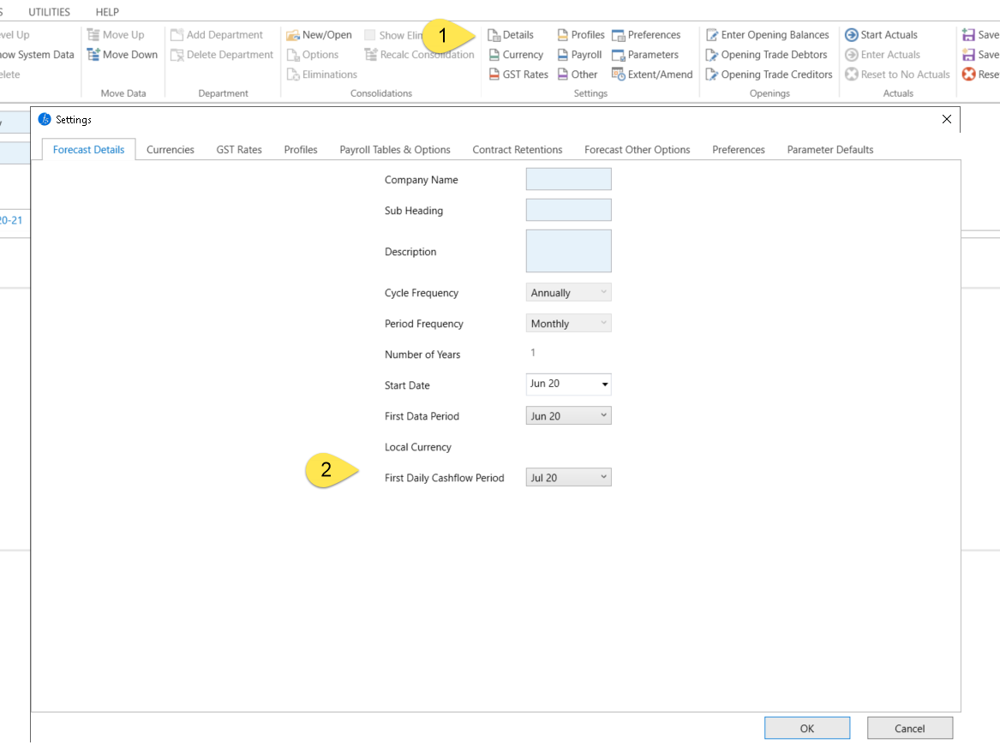 S UTILITIES HELP
evel Up Move Up Add Department New/Open Show Elin 1 Details Profiles Preferences Enter Opening Balances Start Actuals Save
how System Data Move Down Delete Department Options Recalc Consolidation Currency Payroll Parameters Opening Trade Debtors Enter Actuals Save
elete Eliminations GST Rates Other Extent/Amend Opening Trade Creditors Reset to No Actuals Rese
Move Data Department Consolidations Settings Openings Actuals
y Settings
Forecast Details Currencies GST Rates Profiles Payroll Tables & Options Contract Retentions Forecast Other Options Preferences Parameter Defaults
Company Name
Sub Heading
20-21
Description
Cycle Frequency Annually
Period Frequency Monthly
Number of Years 1
Start Date Jun 20
First Data Period Jun 20
Local Currency
2 First Daily Cashflow Period Jul 20
OK Cancel